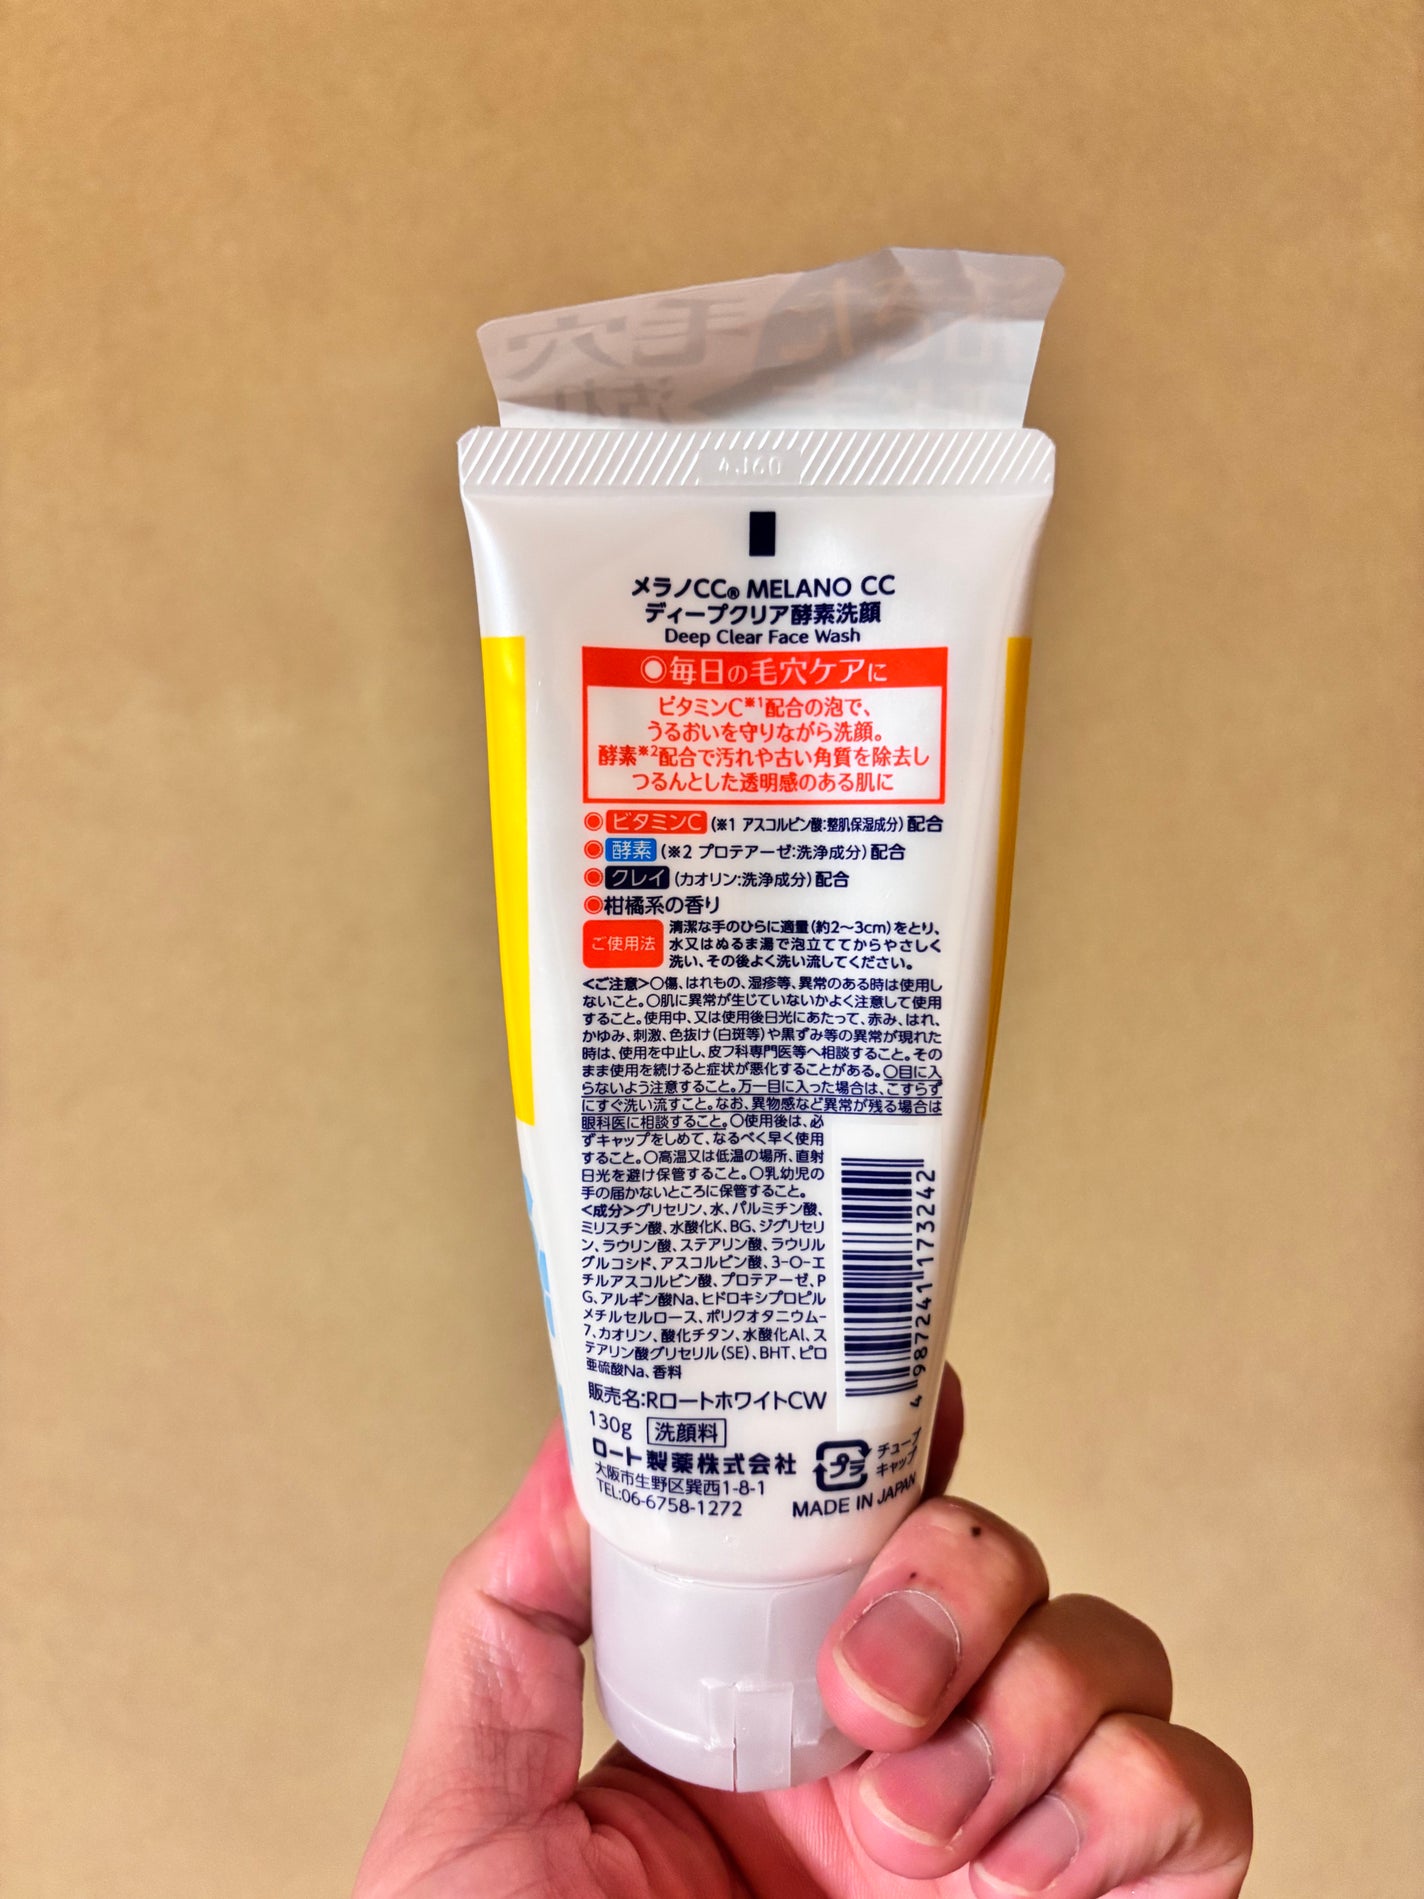 メラノCC® MELANO CC
ディープクリア酵素洗顔
Deep Clear Face Wash
◉毎日の毛穴ケアに
ビタミンC※1配合の泡で、
うるおいを守りながら洗顔。
酵素※2配合で汚れや古い角質を除去し
つるんとした透明感のある肌に
◉ビタミンC(※1 アスコルビン酸:整肌保湿成分)配合
◉酵素(※2 プロテアーゼ:洗浄成分)配合
◉クレイ(カオリン:洗浄成分)配合
◉柑橘系の香り
ご使用法
清潔な手のひらに適量(約2〜3cm)をとり、
水又はぬるま湯で泡立ててからやさしく
洗い、その後よく洗い流してください。
<ご注意>○傷、はれもの、湿疹等、異常のある時は使用し
ないこと。○肌に異常が生じていないかよく注意して使用
すること。使用中、又は使用後日光にあたって、赤み、はれ、
かゆみ、刺激、色抜け(白斑等)や黒ずみ等の異常が現れた
時は、使用を中止し、皮フ科専門医等へ相談すること。その
まま使用を続けると症状が悪化することがある。○目に入
らないよう注意すること。万一目に入った場合は、こすらず
にすぐ洗い流すこと。なお、異物感など異常が残る場合は
眼科医に相談すること。○使用後は、必
ずキャップをしめて、なるべく早く使用
すること。○高温又は低温の場所、直射
日光を避け保管すること。○乳幼児の
手の届かないところに保管すること。
<成分>グリセリン、水、パルミチン酸、
ミリスチン酸、水酸化K、BG、ジグリセリ
ン、ラウリン酸、ステアリン酸、ラウリル
グルコシド、アスコルビン酸、3-O-エ
チルアスコルビン酸、プロテアーゼ、P
G、アルギン酸Na、ヒドロキシプロピル
メチルセルロース、ポリクオタニウム-
7、カオリン、酸化チタン、水酸化Al、ス
テアリン酸グリセリル(SE)、BHT、ピロ
亜硫酸Na、香料
4987241173242
販売名:RロートホワイトCW
130g 洗顔料
ロート製薬株式会社
大阪市生野区巽西1-8-1
TEL:06-6758-1272
プラ
チューブ
キャップ
MADE IN JAPAN